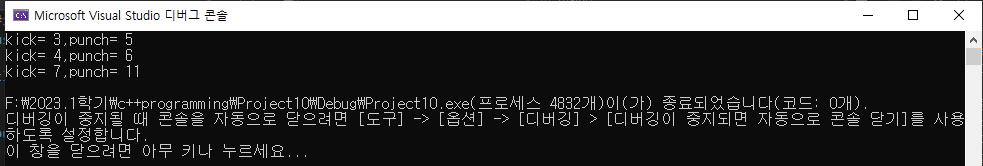 Microsoft Visual Studio 디버그 콘솔
kick= 3,punch= 5
kick= 4,punch= 6
kick= 7,punch= 11
F:₩2023.1학기₩c++programming₩Project10₩Debug₩Project10.exe(프로세스 4832개)이(가) 종료되었습니다(코드: 0개).
디버깅이 중지될 때 콘솔을 자동으로 닫으려면 [도구] -> [옵션] -> [디버깅] > [디버깅이 중지되면 자동으로 콘솔 닫기]를 사용
하도록 설정합니다.
이 창을 닫으려면 아무 키나 누르세요...